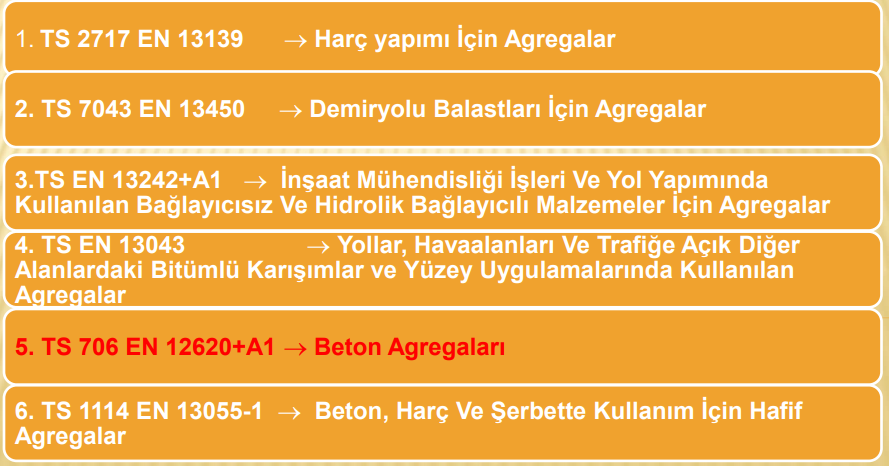 1. TS 2717 EN 13139 → Harç yapımı İçin Agregalar
2. TS 7043 EN 13450 → Demiryolu Balastları İçin Agregalar
3.TS EN 13242+A1 → İnşaat Mühendisliği İşleri Ve Yol Yapımında
Kullanılan Bağlayıcısız Ve Hidrolik Bağlayıcılı Malzemeler İçin Agregalar
4. TS EN 13043 → Yollar, Havaalanları Ve Trafiğe Açık Diğer
Alanlardaki Bitümlü Karışımlar ve Yüzey Uygulamalarında Kullanılan
Agregalar
5. TS 706 EN 12620+A1 → Beton Agregaları
6. TS 1114 EN 13055-1 → Beton, Harç Ve Şerbette Kullanım İçin Hafif
Agregalar